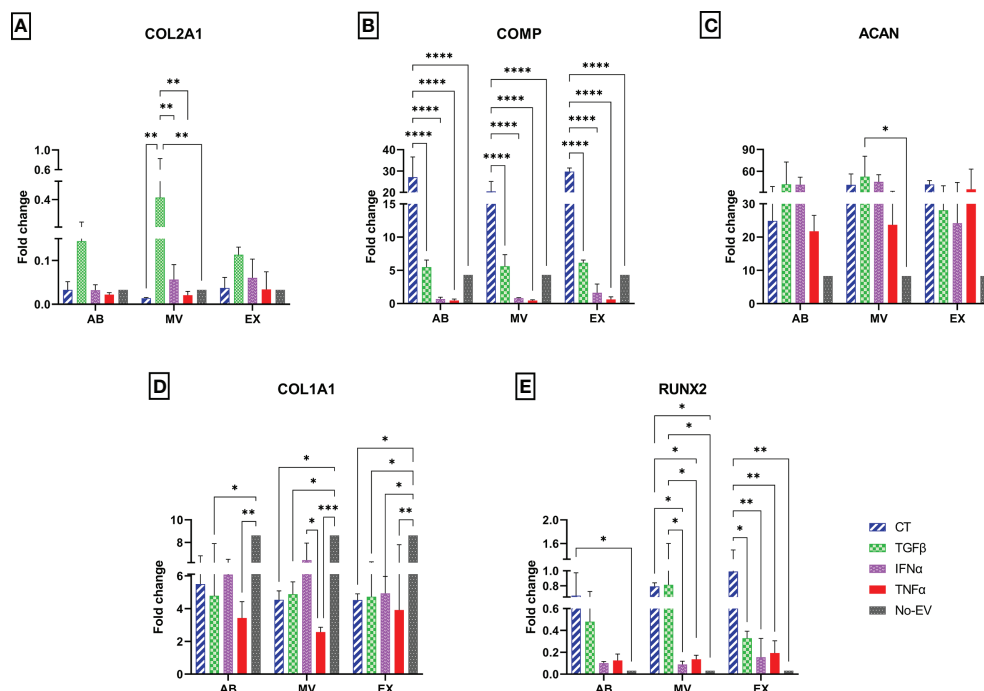 A
COL2A1
**
**
**
**
Fold change
1.0
0.6
0.4
0.1
0.0
AB
MV
EX
B
COMP
****
****
****
****
****
****
****
****
****
****
****
****
Fold change
40
30
20
15
10
5
0
AB
MV
EX
C
ACAN
*
Fold change
90
60
30
20
10
0
AB
MV
EX
D
COL1A1
*
**
*
*
*
***
*
*
*
**
Fold change
10
8
6
4
2
0
AB
MV
EX
E
RUNX2
*
*
*
*
*
*
*
**
**
**
*
Fold change
2.0
1.0
0.8
0.6
0.4
0.2
0.0
AB
MV
EX
CT
TGFβ
IFNα
TNFα
No-EV